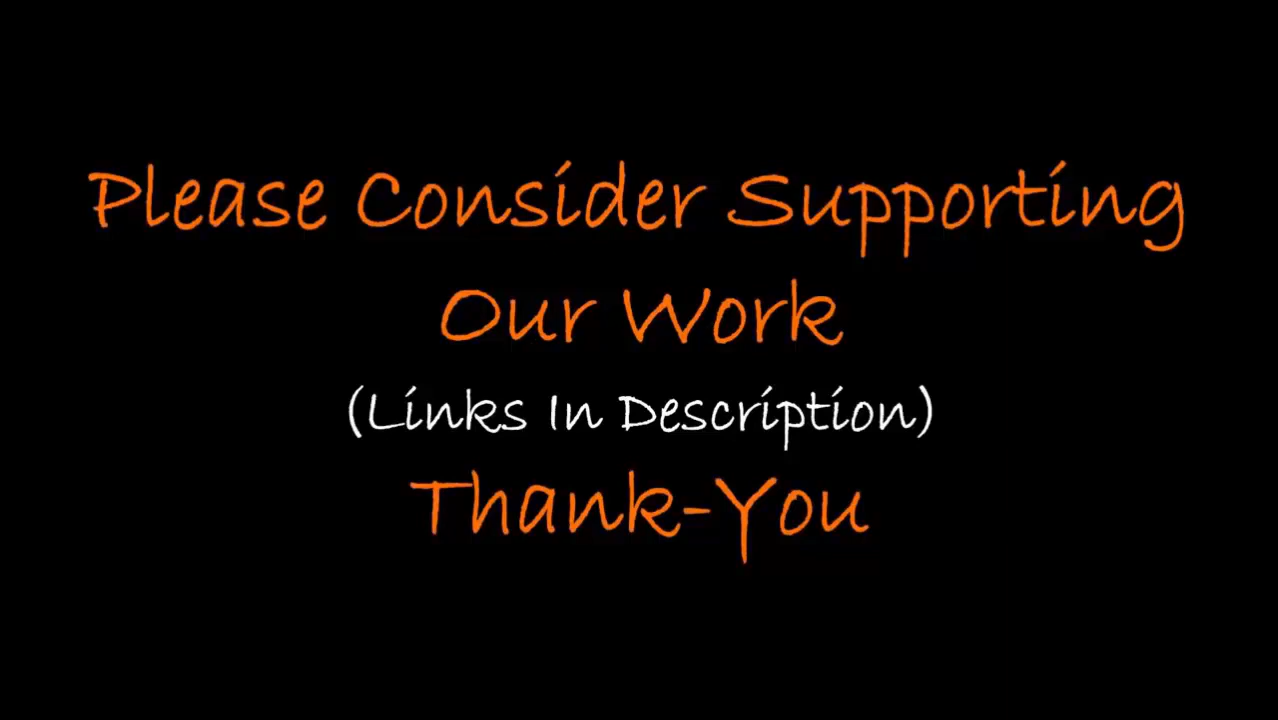 Please Consider Supporting
Our Work
(Links In Description)
Thank-You